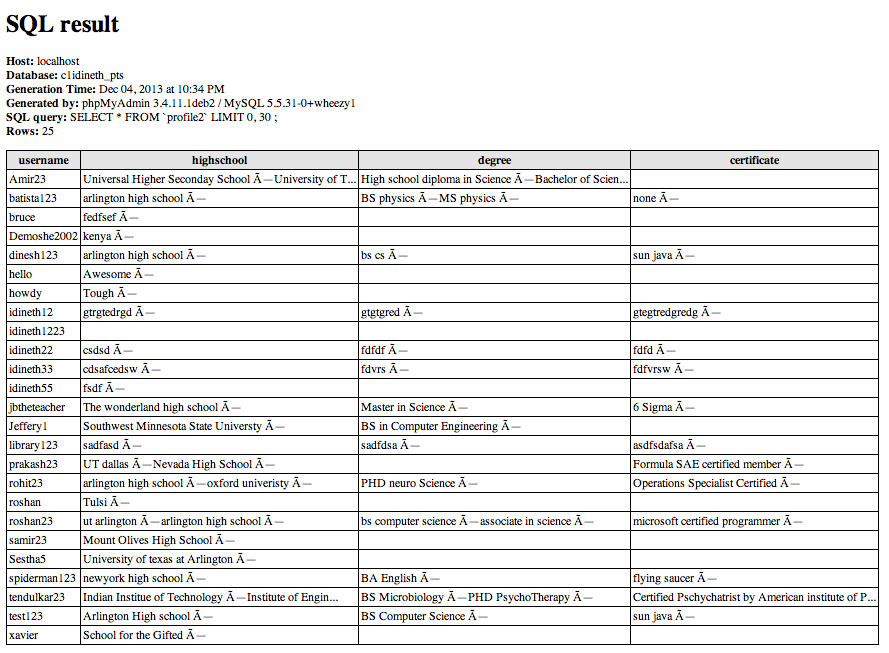 SQL result
Host: localhost
Database: c1idineth_pts
Generation Time: Dec 04, 2013 at 10:34 PM
Generated by: phpMyAdmin 3.4.11.1deb2 / MySQL 5.5.31-0+wheezy1
SQL query: SELECT * FROM `profile2` LIMIT 0, 30 ;
Rows: 25
username highschool degree certificate
Amir23 Universal Higher Seconday School Ã—University of T... High school diploma in Science Ã—Bachelor of Scien...
batista123 arlington high school Ã— BS physics Ã—MS physics Ã— none Ã—
bruce fedfsef Ã—
Demoshe2002 kenya Ã—
dinesh123 arlington high school Ã— bs cs Ã— sun java Ã—
hello Awesome Ã—
howdy Tough Ã—
idineth12 gtrgtedrgd Ã— gtgtgred Ã— gtegtredgredg Ã—
idineth1223
idineth22 csdsd Ã— fdfdf Ã— fdfd Ã—
idineth33 cdsafcedsw Ã— fdvrs Ã— fdfvrsw Ã—
idineth55 fsdf Ã—
jbtheteacher The wonderland high school Ã— Master in Science Ã— 6 Sigma Ã—
Jeffery1 Southwest Minnesota State Universty Ã— BS in Computer Engineering Ã—
library123 sadfasd Ã— sadfdsa Ã— asdfsdafsa Ã—
prakash23 UT dallas Ã—Nevada High School Ã— Formula SAE certified member Ã—
rohit23 arlington high school Ã—oxford univeristy Ã— PHD neuro Science Ã— Operations Specialist Certified Ã—
roshan Tulsi Ã—
roshan23 ut arlington Ã—arlington high school Ã— bs computer science Ã—associate in science Ã— microsoft certified programmer Ã—
samir23 Mount Olives High School Ã—
Sestha5 University of texas at Arlington Ã—
spiderman123 newyork high school Ã— BA English Ã— flying saucer Ã—
tendulkar23 Indian Institue of Technology Ã—Institute of Engin... BS Microbiology Ã—PHD PsychoTherapy Ã— Certified Pschychatrist by American institute of P...
test123 Arlington High school Ã— BS Computer Science Ã— sun java Ã—
xavier School for the Gifted Ã—